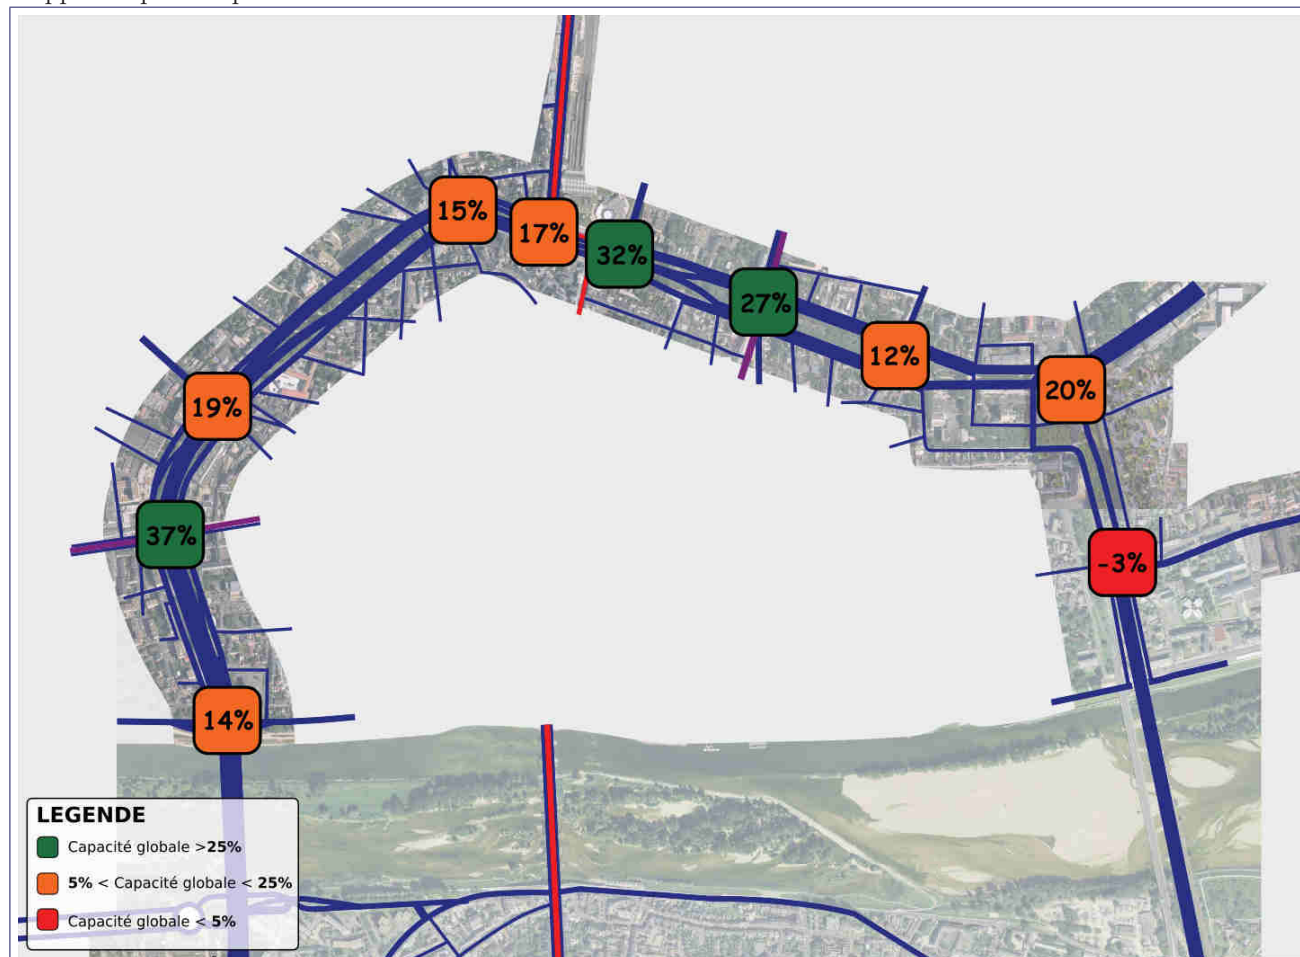 15%
17%
32%
27%
12%
20%
19%
37%
-3%
14%
LEGENDE
Capacité globale >25%
5% < Capacité globale < 25%
Capacité globale < 5%